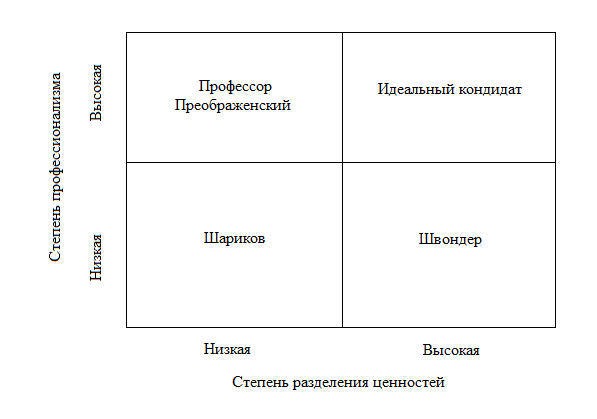 Степень профессионализма
Высокая
Низкая
Профессор
Преображенский
Идеальный кондидат
Шариков
Швондер
Низкая
Высокая
Степень разделения ценностей